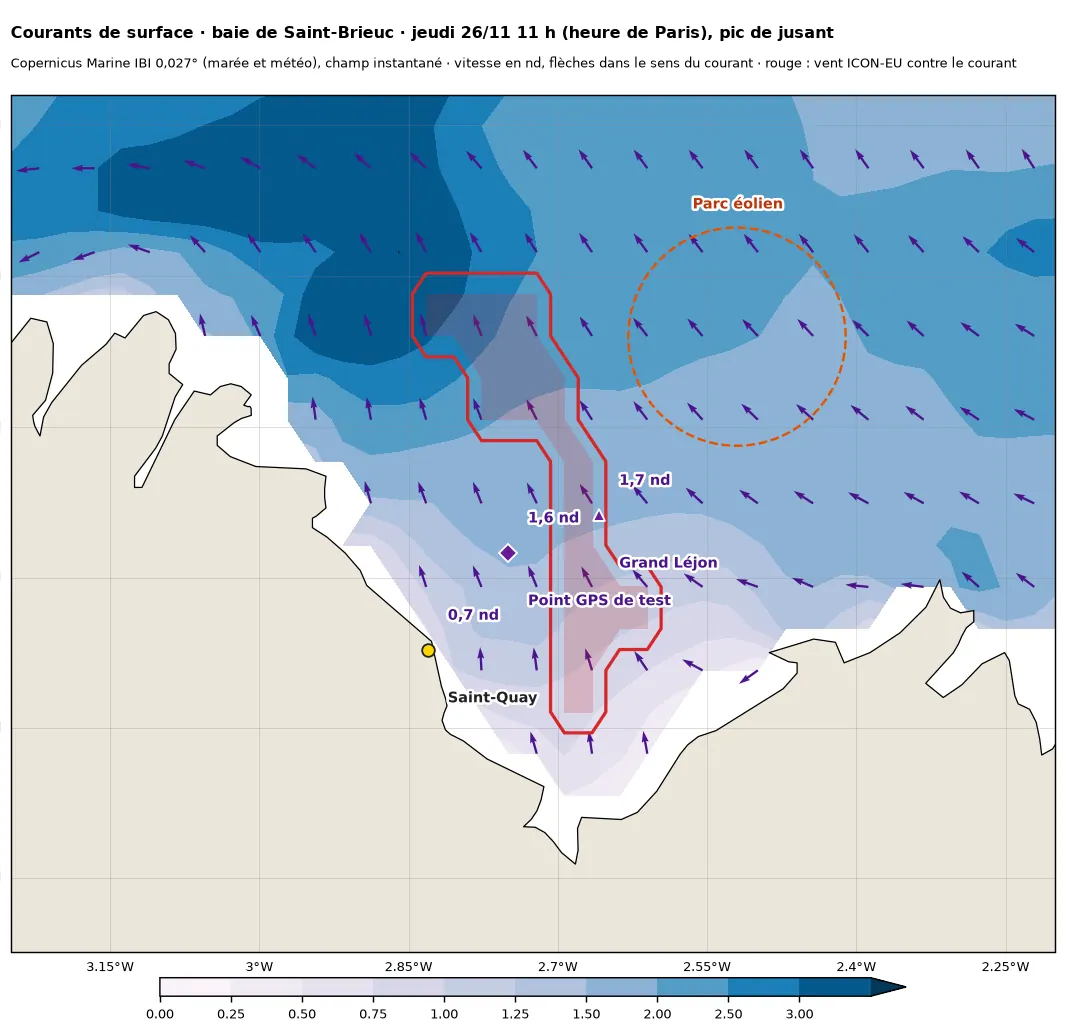 Courants de surface · baie de Saint-Brieuc · jeudi 26/11 11 h (heure de Paris), pic de jusant
Copernicus Marine IBI 0,027° (marée et météo), champ instantané · vitesse en nd, flèches dans le sens du courant · rouge : vent ICON-EU contre le courant
Parc éolien
1,7 nd
1,6 nd
Grand Léjon
Point GPS de test
0,7 nd
Saint-Quay
3.15°W 3°W 2.85°W 2.7°W 2.55°W 2.4°W 2.25°W
0.00 0.25 0.50 0.75 1.00 1.25 1.50 2.00 2.50 3.00